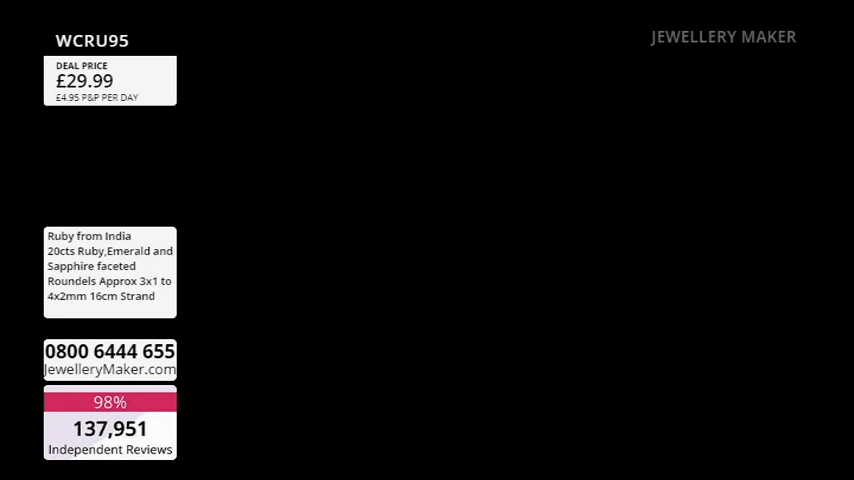 WCRU95
JEWELLERY MAKER
DEAL PRICE
£29.99
£4.95 P&P PER DAY
Ruby from India
20cts Ruby,Emerald and
Sapphire faceted
Roundels Approx 3x1 to
4x2mm 16cm Strand
0800 6444 655
JewelleryMaker.com
98%
137,951
Independent Reviews